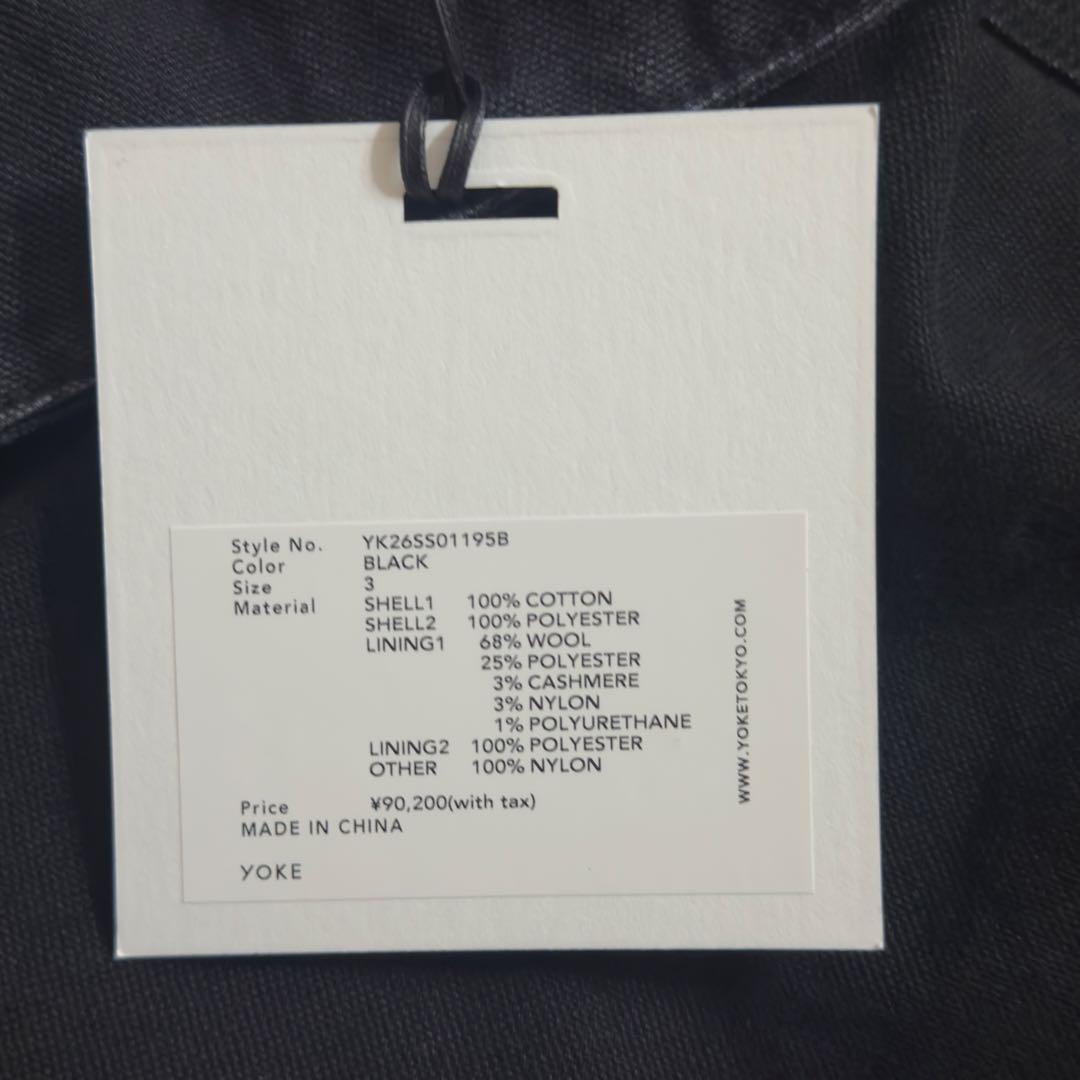 Style No. YK26SS01195B
Color BLACK
Size 3
Material SHELL1 100% COTTON
SHELL2 100% POLYESTER
LINING1 68% WOOL
25% POLYESTER
3% CASHMERE
3% NYLON
1% POLYURETHANE
LINING2 100% POLYESTER
OTHER 100% NYLON
Price ¥90,200(with tax)
MADE IN CHINA
YOKE
WWW.YOKETOKYO.COM